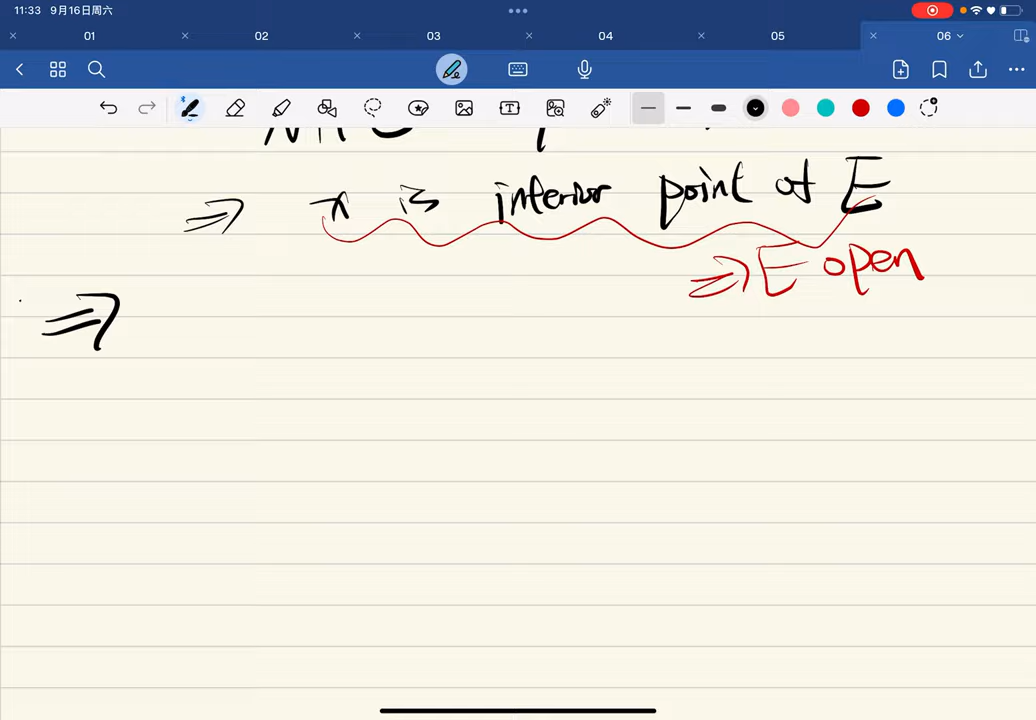 11:33 9月16日周六
01 02 03 04 05 06
⇒ x is interior point of E
⇒ E open
⇒